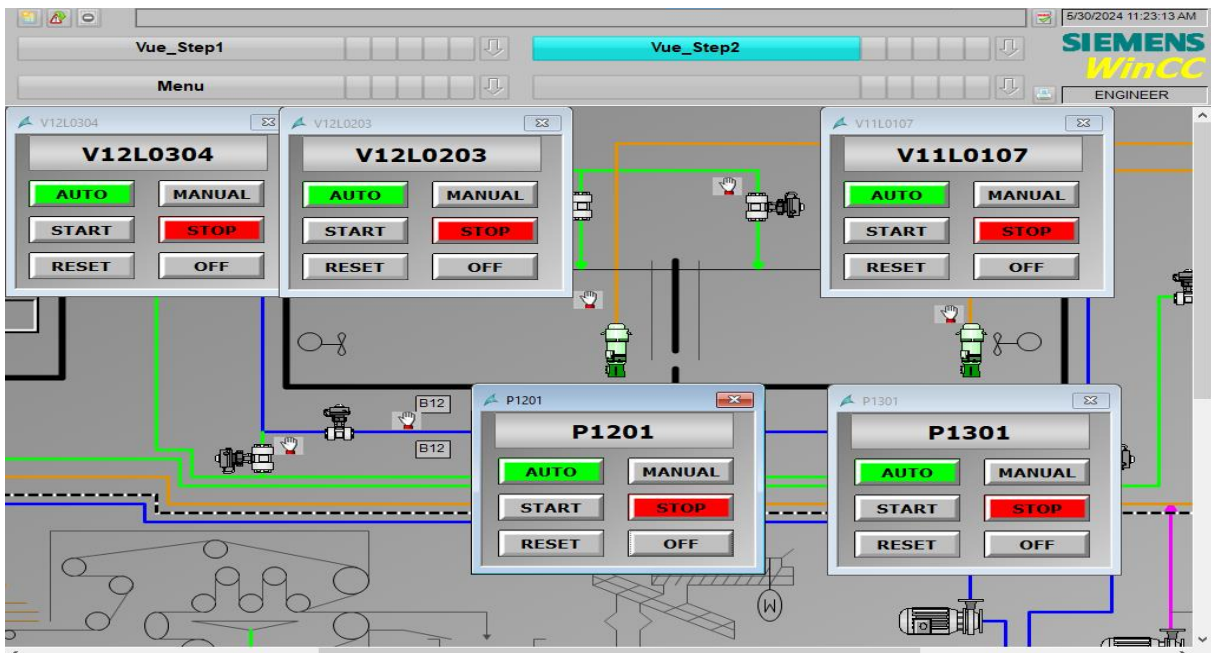 5/30/2024 11:23:13 AM
Vue_Step1
Vue_Step2
SIEMENS
WinCC
Menu
ENGINEER
V12L0304
V12L0304
AUTO MANUAL
START STOP
RESET OFF
V12L0203
V12L0203
AUTO MANUAL
START STOP
RESET OFF
V11L0107
V11L0107
AUTO MANUAL
START STOP
RESET OFF
B12
B12
P1201
P1201
AUTO MANUAL
START STOP
RESET OFF
P1301
P1301
AUTO MANUAL
START STOP
RESET OFF
M